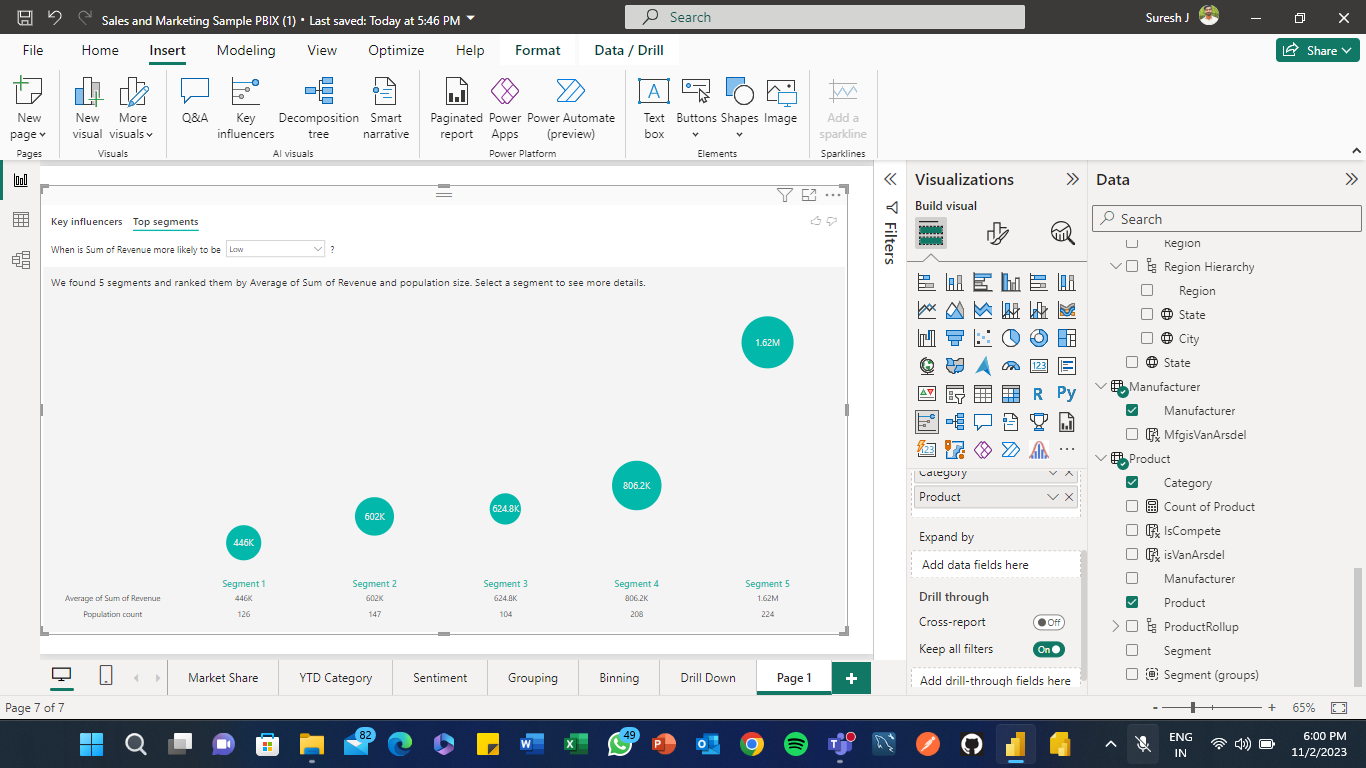 Sales and Marketing Sample PBIX (1) • Last saved: Today at 5:46 PM
Search
Suresh J
File Home Insert Modeling View Optimize Help Format Data / Drill
Share
New page
New visual
More visuals
Q&A
Key influencers
Decomposition tree
Smart narrative
Paginated report
Power Apps
Power Automate (preview)
Text box
Buttons
Shapes
Image
Add a sparkline
Pages
Visuals
AI visuals
Power Platform
Elements
Sparklines
Key influencers Top segments
When is Sum of Revenue more likely to be Low ?
We found 5 segments and ranked them by Average of Sum of Revenue and population size. Select a segment to see more details.
1.62M
806.2K
624.8K
602K
446K
Segment 1 Segment 2 Segment 3 Segment 4 Segment 5
Average of Sum of Revenue 446K 602K 624.8K 806.2K 1.62M
Population count 126 147 104 208 224
Filters
Visualizations
Build visual
123
R Py
123
Category
Product
Expand by
Add data fields here
Drill through
Cross-report Off
Keep all filters On
Add drill-through fields here
Data
Search
Region
Region Hierarchy
Region
State
City
State
Manufacturer
Manufacturer
MfgisVanArsdel
Product
Category
Count of Product
IsCompete
isVanArsdel
Manufacturer
Product
ProductRollup
Segment
Segment (groups)
Market Share YTD Category Sentiment Grouping Binning Drill Down Page 1 +
Page 7 of 7
- + 65%
82
49
ENG
IN
6:00 PM
11/2/2023